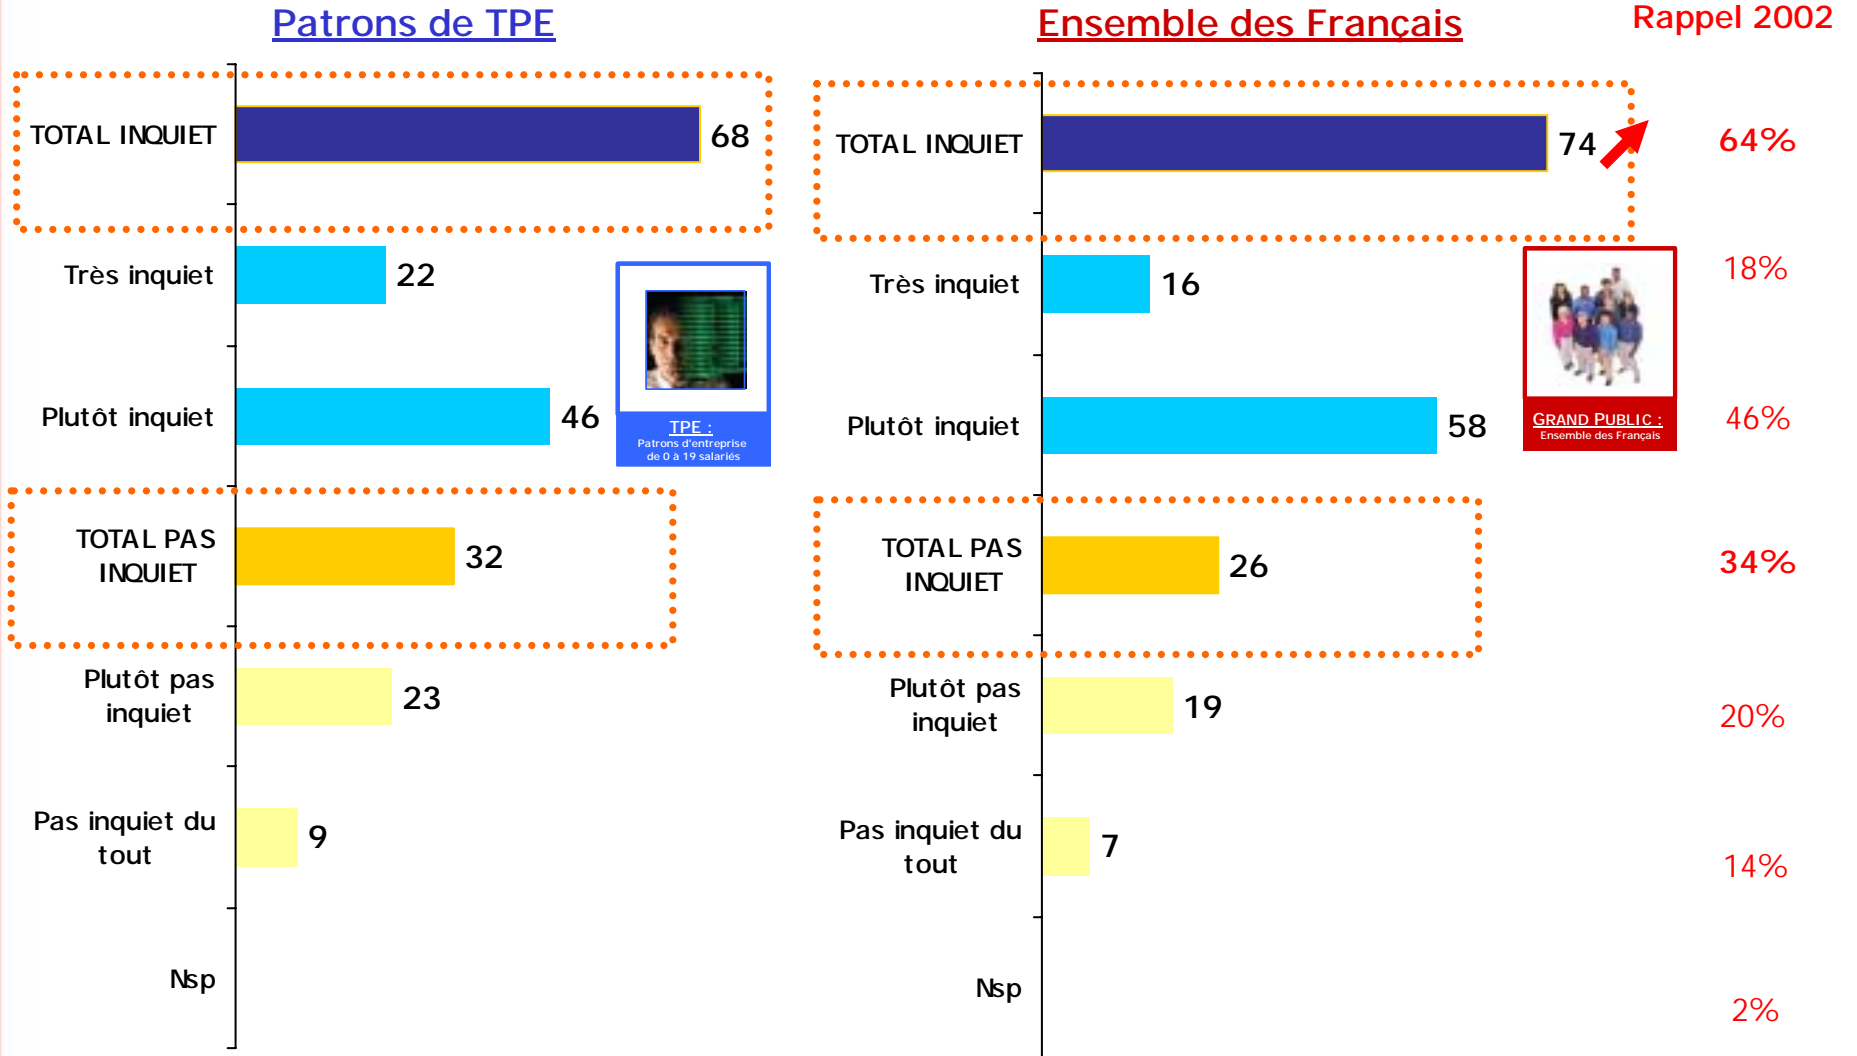 Patrons de TPE
TOTAL INQUIET
68
Très inquiet
22
Plutôt inquiet
46
TPE :
Patrons d'entreprise
de 0 à 19 salariés
TOTAL PAS
INQUIET
32
Plutôt pas
inquiet
23
Pas inquiet du
tout
9
Nsp
Ensemble des Français
Rappel 2002
TOTAL INQUIET
74
64%
Très inquiet
16
18%
Plutôt inquiet
58
GRAND PUBLIC :
Ensemble des Français
46%
TOTAL PAS
INQUIET
26
34%
Plutôt pas
inquiet
19
20%
Pas inquiet du
tout
7
14%
Nsp
2%